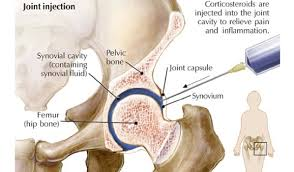 Joint injection
Corticosteroids are
injected into the joint
cavity to relieve pain
and inflammation.
Synovial cavity
(containing
synovial fluid)
Pelvic
bone
Joint capsule
Synovium
Femur
(hip bone)